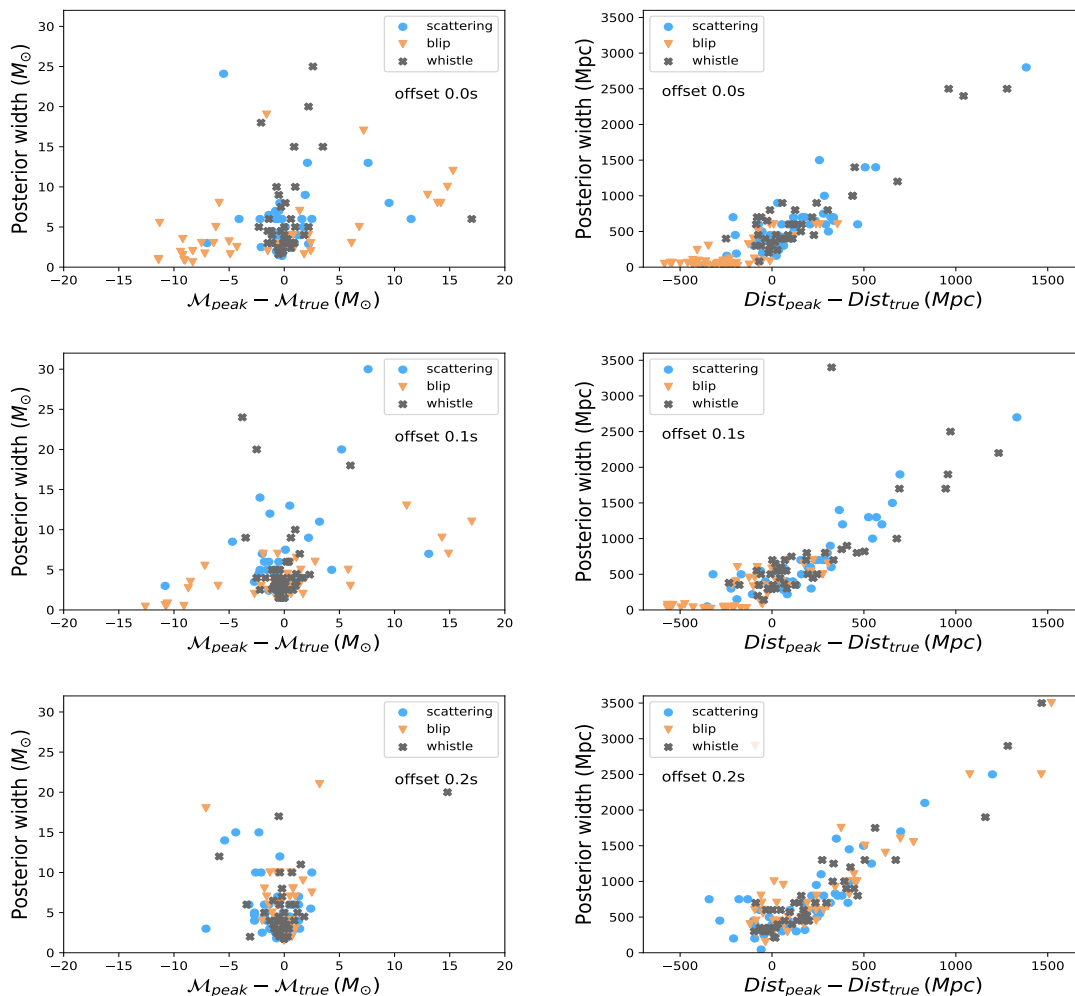 30
25
20
15
10
5
0
−20
−15
−10
−5
0
5
10
15
20
Posterior width (M⊙)
ℳpeak − ℳtrue (M⊙)
scattering
blip
whistle
offset 0.0s
3500
3000
2500
2000
1500
1000
500
0
−500
0
500
1000
1500
Posterior width (Mpc)
Distpeak − Disttrue (Mpc)
scattering
blip
whistle
offset 0.0s
30
25
20
15
10
5
0
−20
−15
−10
−5
0
5
10
15
20
Posterior width (M⊙)
ℳpeak − ℳtrue (M⊙)
scattering
blip
whistle
offset 0.1s
3500
3000
2500
2000
1500
1000
500
0
−500
0
500
1000
1500
Posterior width (Mpc)
Distpeak − Disttrue (Mpc)
scattering
blip
whistle
offset 0.1s
30
25
20
15
10
5
0
−20
−15
−10
−5
0
5
10
15
20
Posterior width (M⊙)
ℳpeak − ℳtrue (M⊙)
scattering
blip
whistle
offset 0.2s
3500
3000
2500
2000
1500
1000
500
0
−500
0
500
1000
1500
Posterior width (Mpc)
Distpeak − Disttrue (Mpc)
scattering
blip
whistle
offset 0.2s